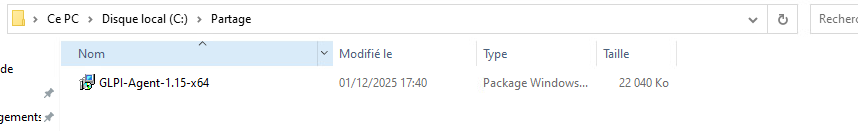 Ce PC > Disque local (C:) > Partage
Recherc
Nom Modifié le Type Taille
de
GLPI-Agent-1.15-x64 01/12/2025 17:40 Package Windows... 22 040 Ko
gements